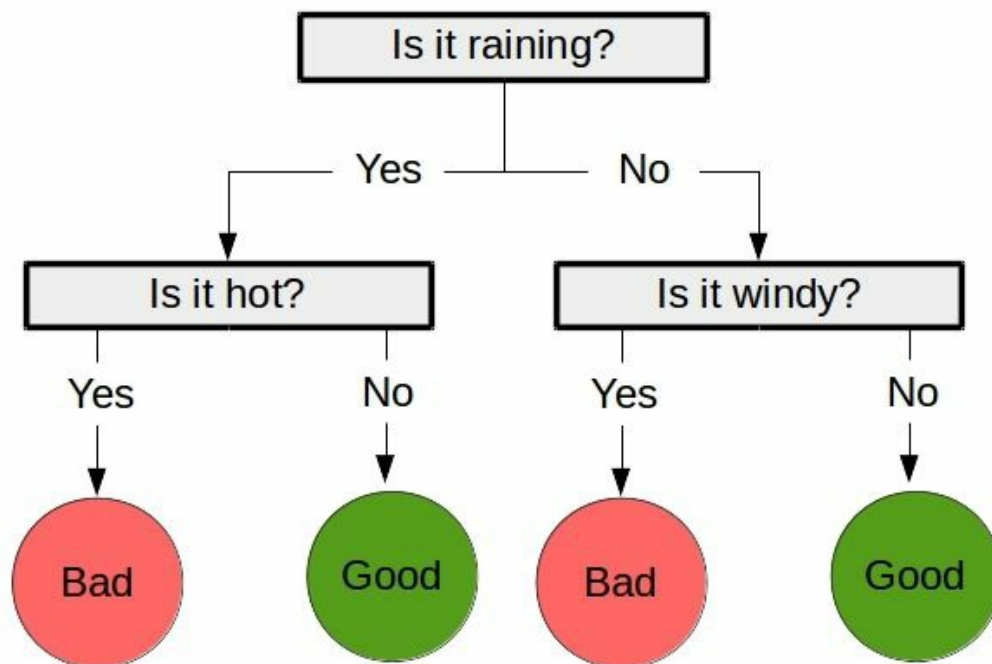 Is it raining?
Yes No
Is it hot? Is it windy?
Yes No Yes No
Bad Good Bad Good